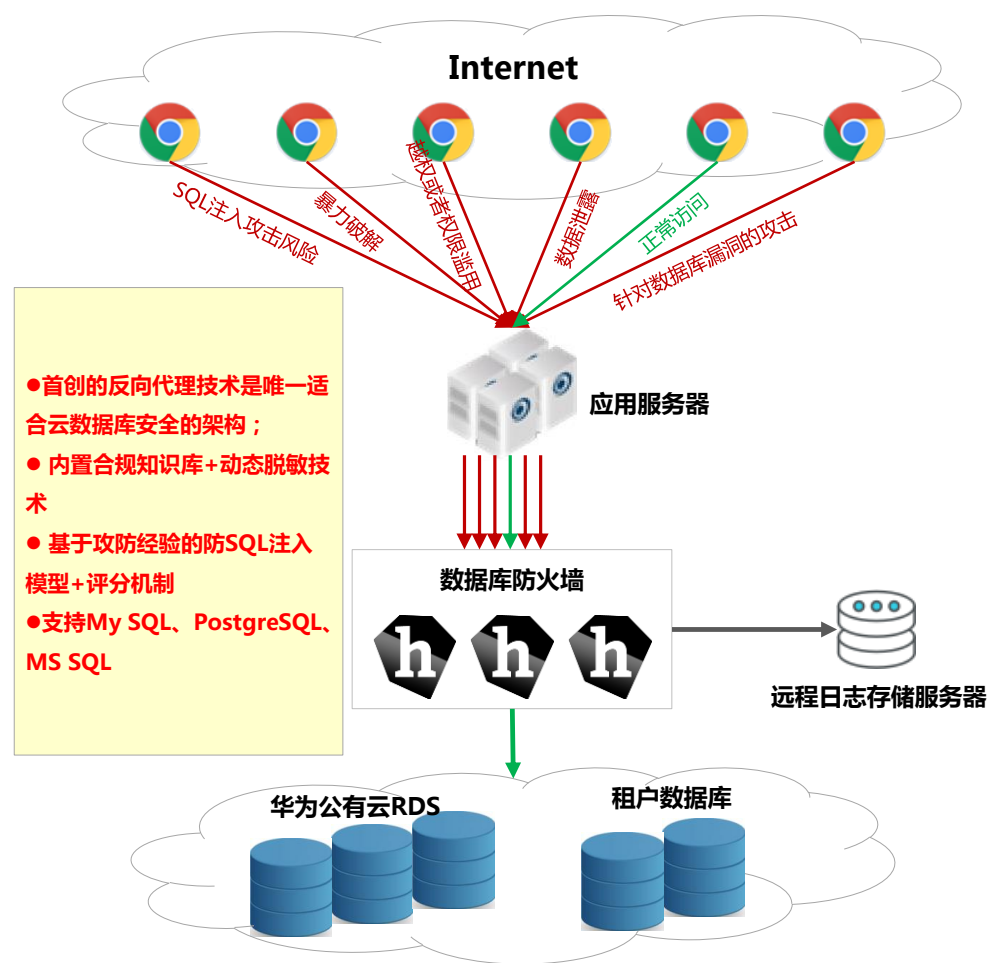 Internet
SQL注入攻击风险
暴力破解
越权或者权限滥用
数据泄露
正常访问
针对数据库漏洞的攻击
●首创的反向代理技术是唯一适
合云数据库安全的架构；
● 内置合规知识库+动态脱敏技
术
● 基于攻防经验的防SQL注入
模型+评分机制
●支持My SQL、PostgreSQL、
MS SQL
应用服务器
数据库防火墙
h h h
远程日志存储服务器
华为公有云RDS
租户数据库